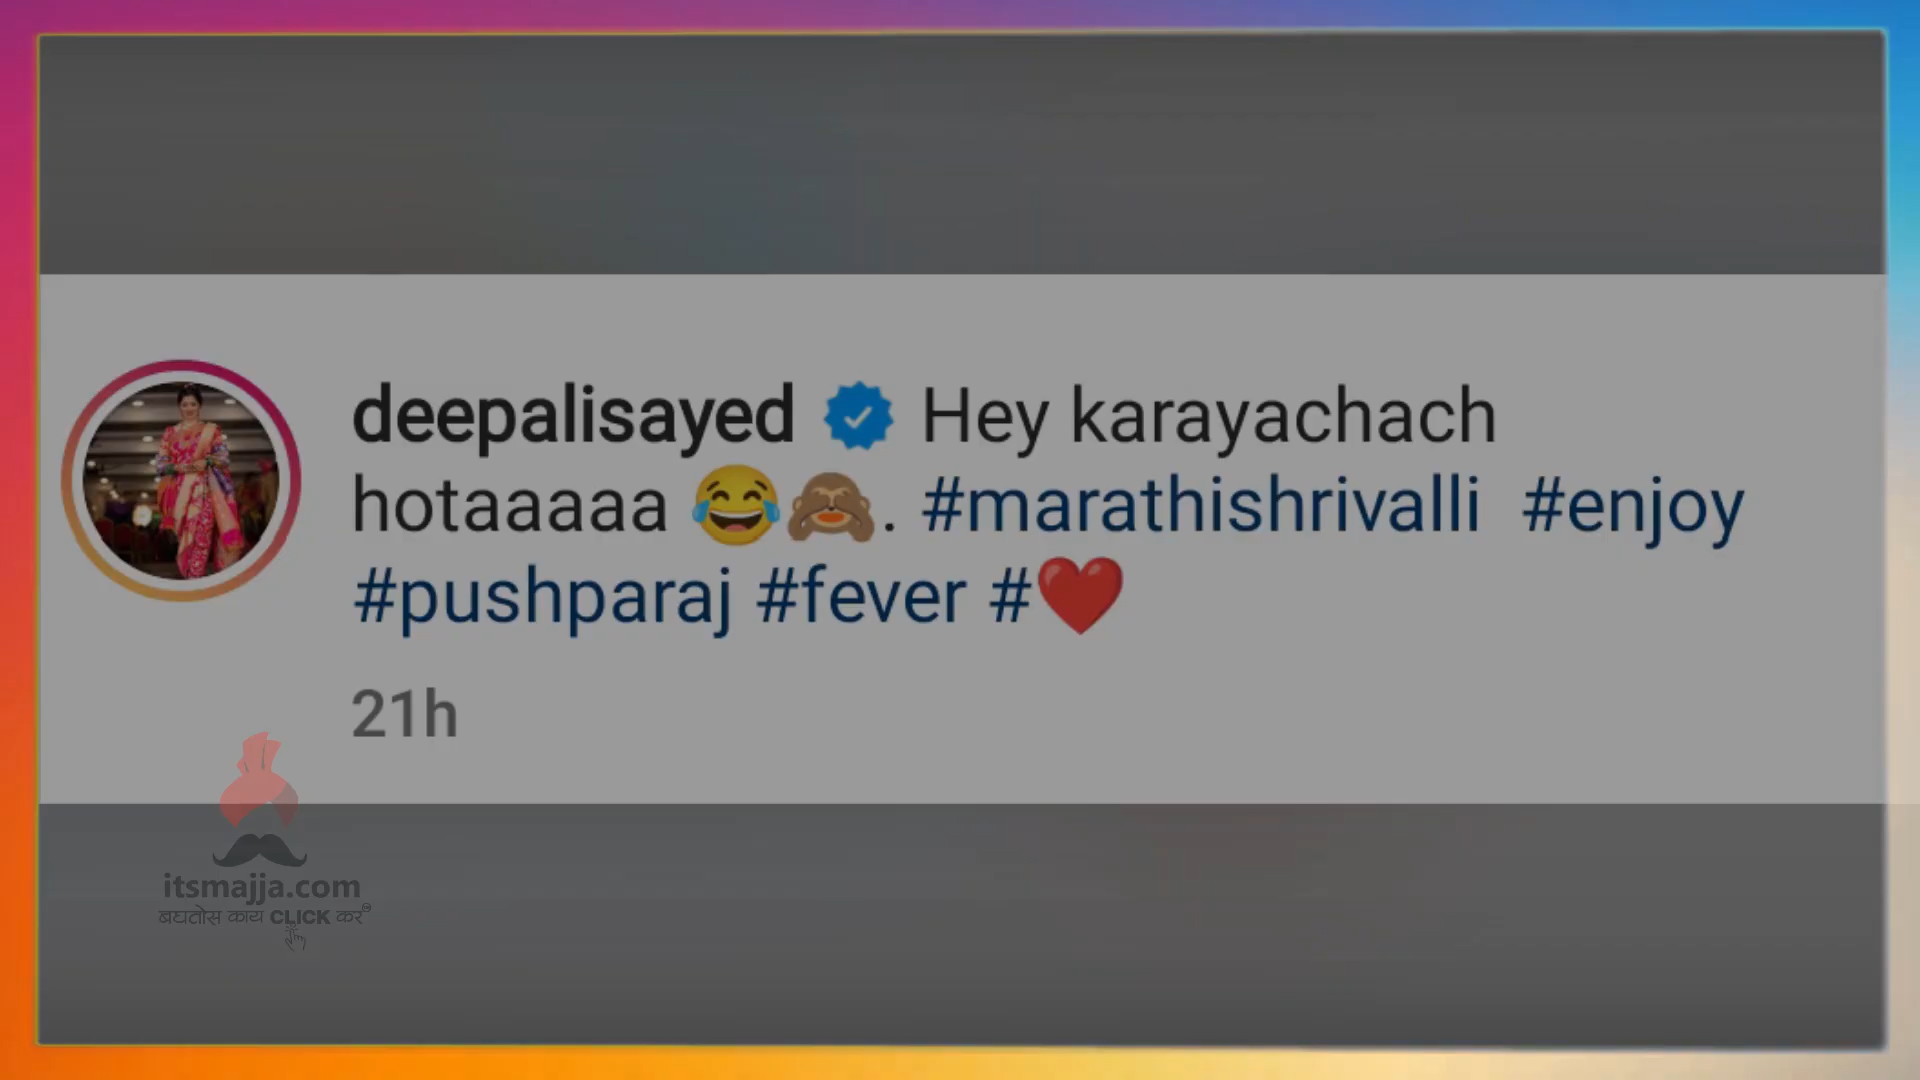 deepalisayed Hey karayachach
hotaaaaa 😂🙈. #marathishrivalli #enjoy
#pushparaj #fever #❤️
21h
itsmajja.com
बघतोस काय CLICK कर